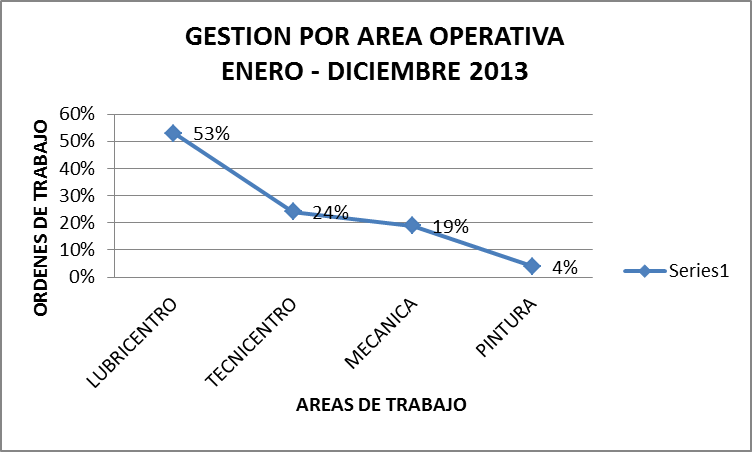 GESTION POR AREA OPERATIVA
ENERO - DICIEMBRE 2013
ORDENES DE TRABAJO
60%
50%
40%
30%
20%
10%
0%
53%
24%
19%
4%
LUBRICENTRO
TECNICENTRO
MECANICA
PINTURA
AREAS DE TRABAJO
Series1